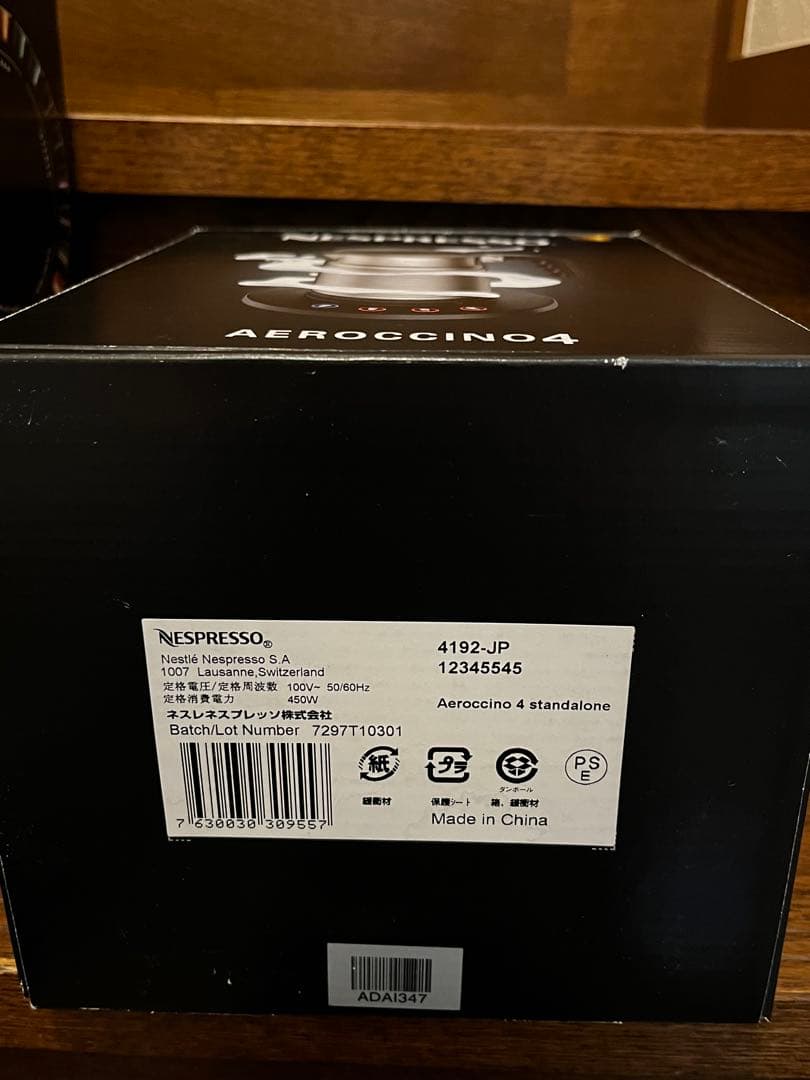 NESPRESSO
AEROCCINO4
NESPRESSO®
Nestlé Nespresso S.A
1007 Lausanne,Switzerland
定格電圧/定格周波数 100V~ 50/60Hz
定格消費電力 450W
ネスレネスプレッソ株式会社
Batch/Lot Number 7297T10301
7 630030 309557
4192-JP
12345545
Aeroccino 4 standalone
紙
緩衝材
プラ
保護シート
ダンボール
箱、緩衝材
PS
E
Made in China
ADAI347